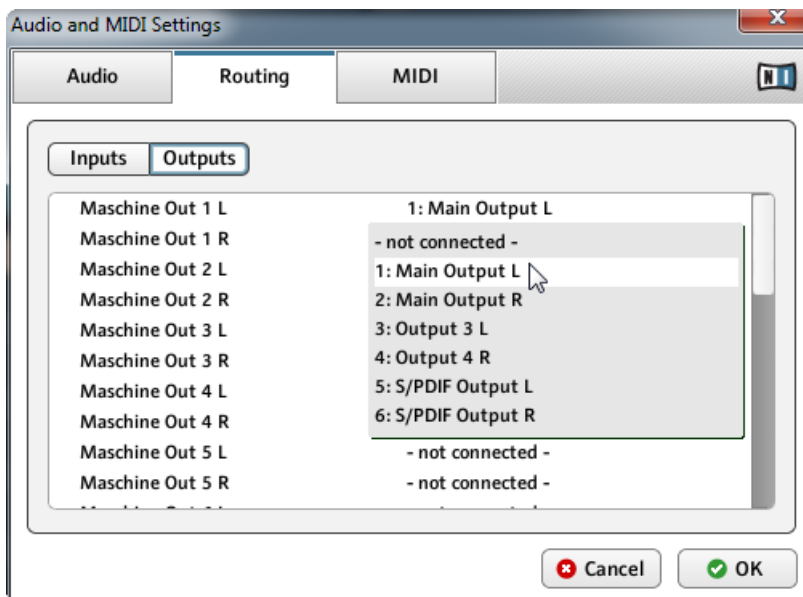 Audio and MIDI Settings
Audio Routing MIDI NI
Inputs Outputs
Maschine Out 1 L 1: Main Output L
Maschine Out 1 R - not connected -
Maschine Out 2 L 1: Main Output L
Maschine Out 2 R 2: Main Output R
Maschine Out 3 L 3: Output 3 L
Maschine Out 3 R 4: Output 4 R
Maschine Out 4 L 5: S/PDIF Output L
Maschine Out 4 R 6: S/PDIF Output R
Maschine Out 5 L - not connected -
Maschine Out 5 R - not connected -
Cancel OK